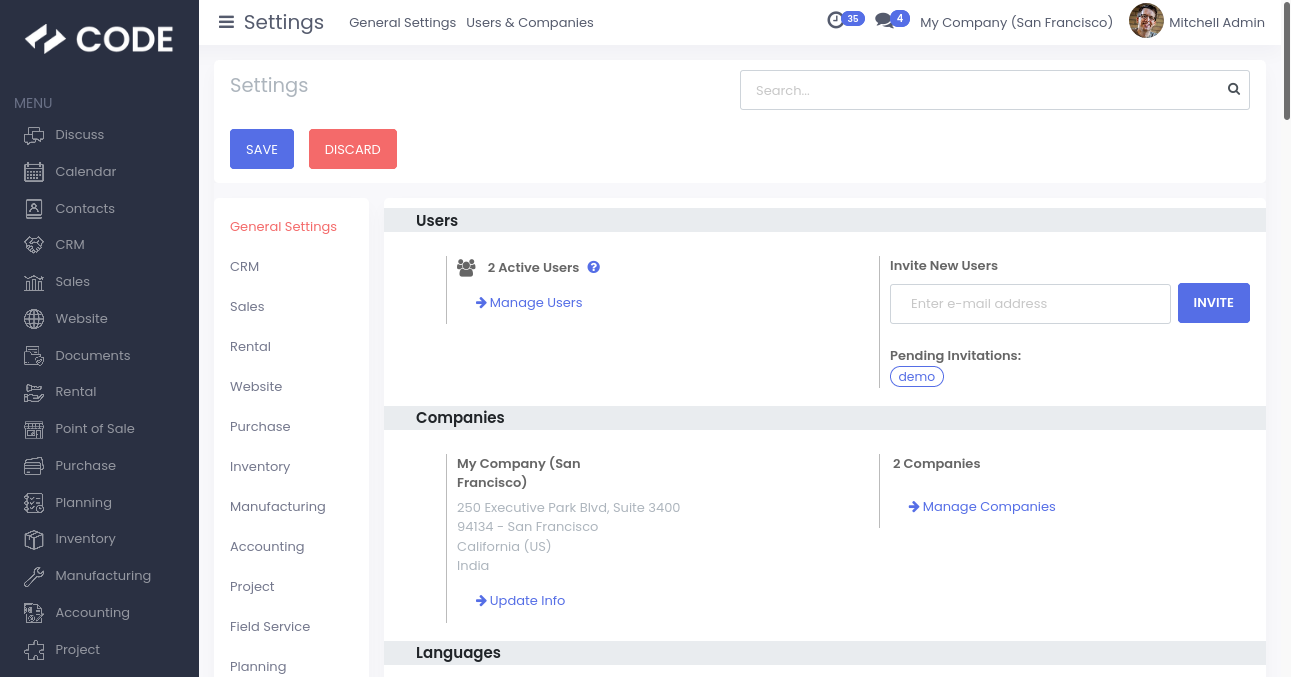 CODE
MENU
Discuss
Calendar
Contacts
CRM
Sales
Website
Documents
Rental
Point of Sale
Purchase
Planning
Inventory
Manufacturing
Accounting
Project
Settings
General Settings
Users & Companies
35
4
My Company (San Francisco)
Mitchell Admin
Settings
Search...
SAVE
DISCARD
General Settings
CRM
Sales
Rental
Website
Purchase
Inventory
Manufacturing
Accounting
Project
Field Service
Planning
Users
2 Active Users
Manage Users
Invite New Users
Enter e-mail address
INVITE
Pending Invitations:
demo
Companies
My Company (San
Francisco)
250 Executive Park Blvd, Suite 3400
94134 - San Francisco
California (US)
India
Update Info
2 Companies
Manage Companies
Languages